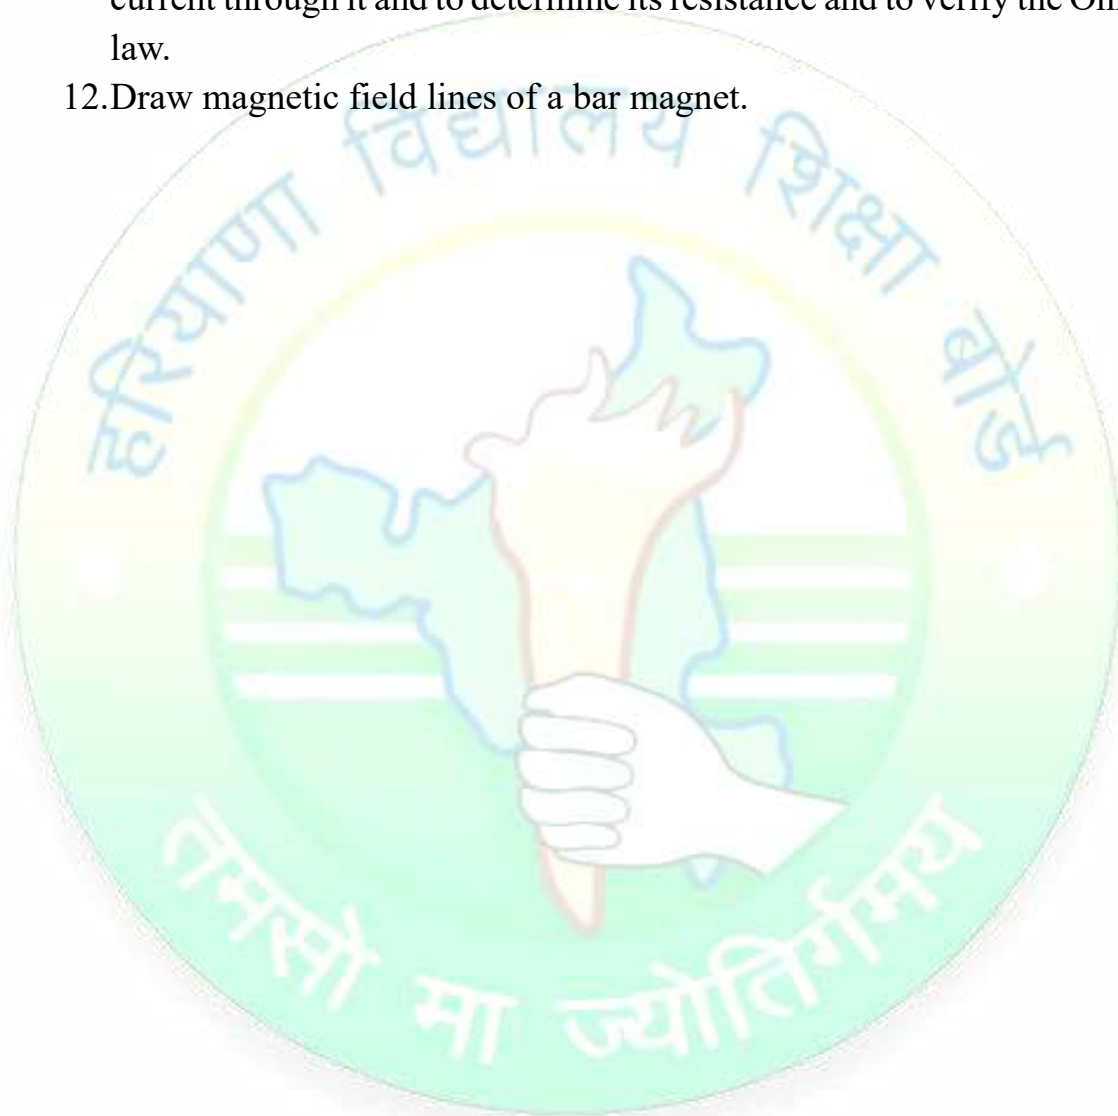 current through it and to determine its resistance and to verify the
law.
12.Draw magnetic field lines of a bar magnet.
हरियाणा विद्यालय शिक्षा बोर्ड
तमसो मा ज्योतिर्गमय